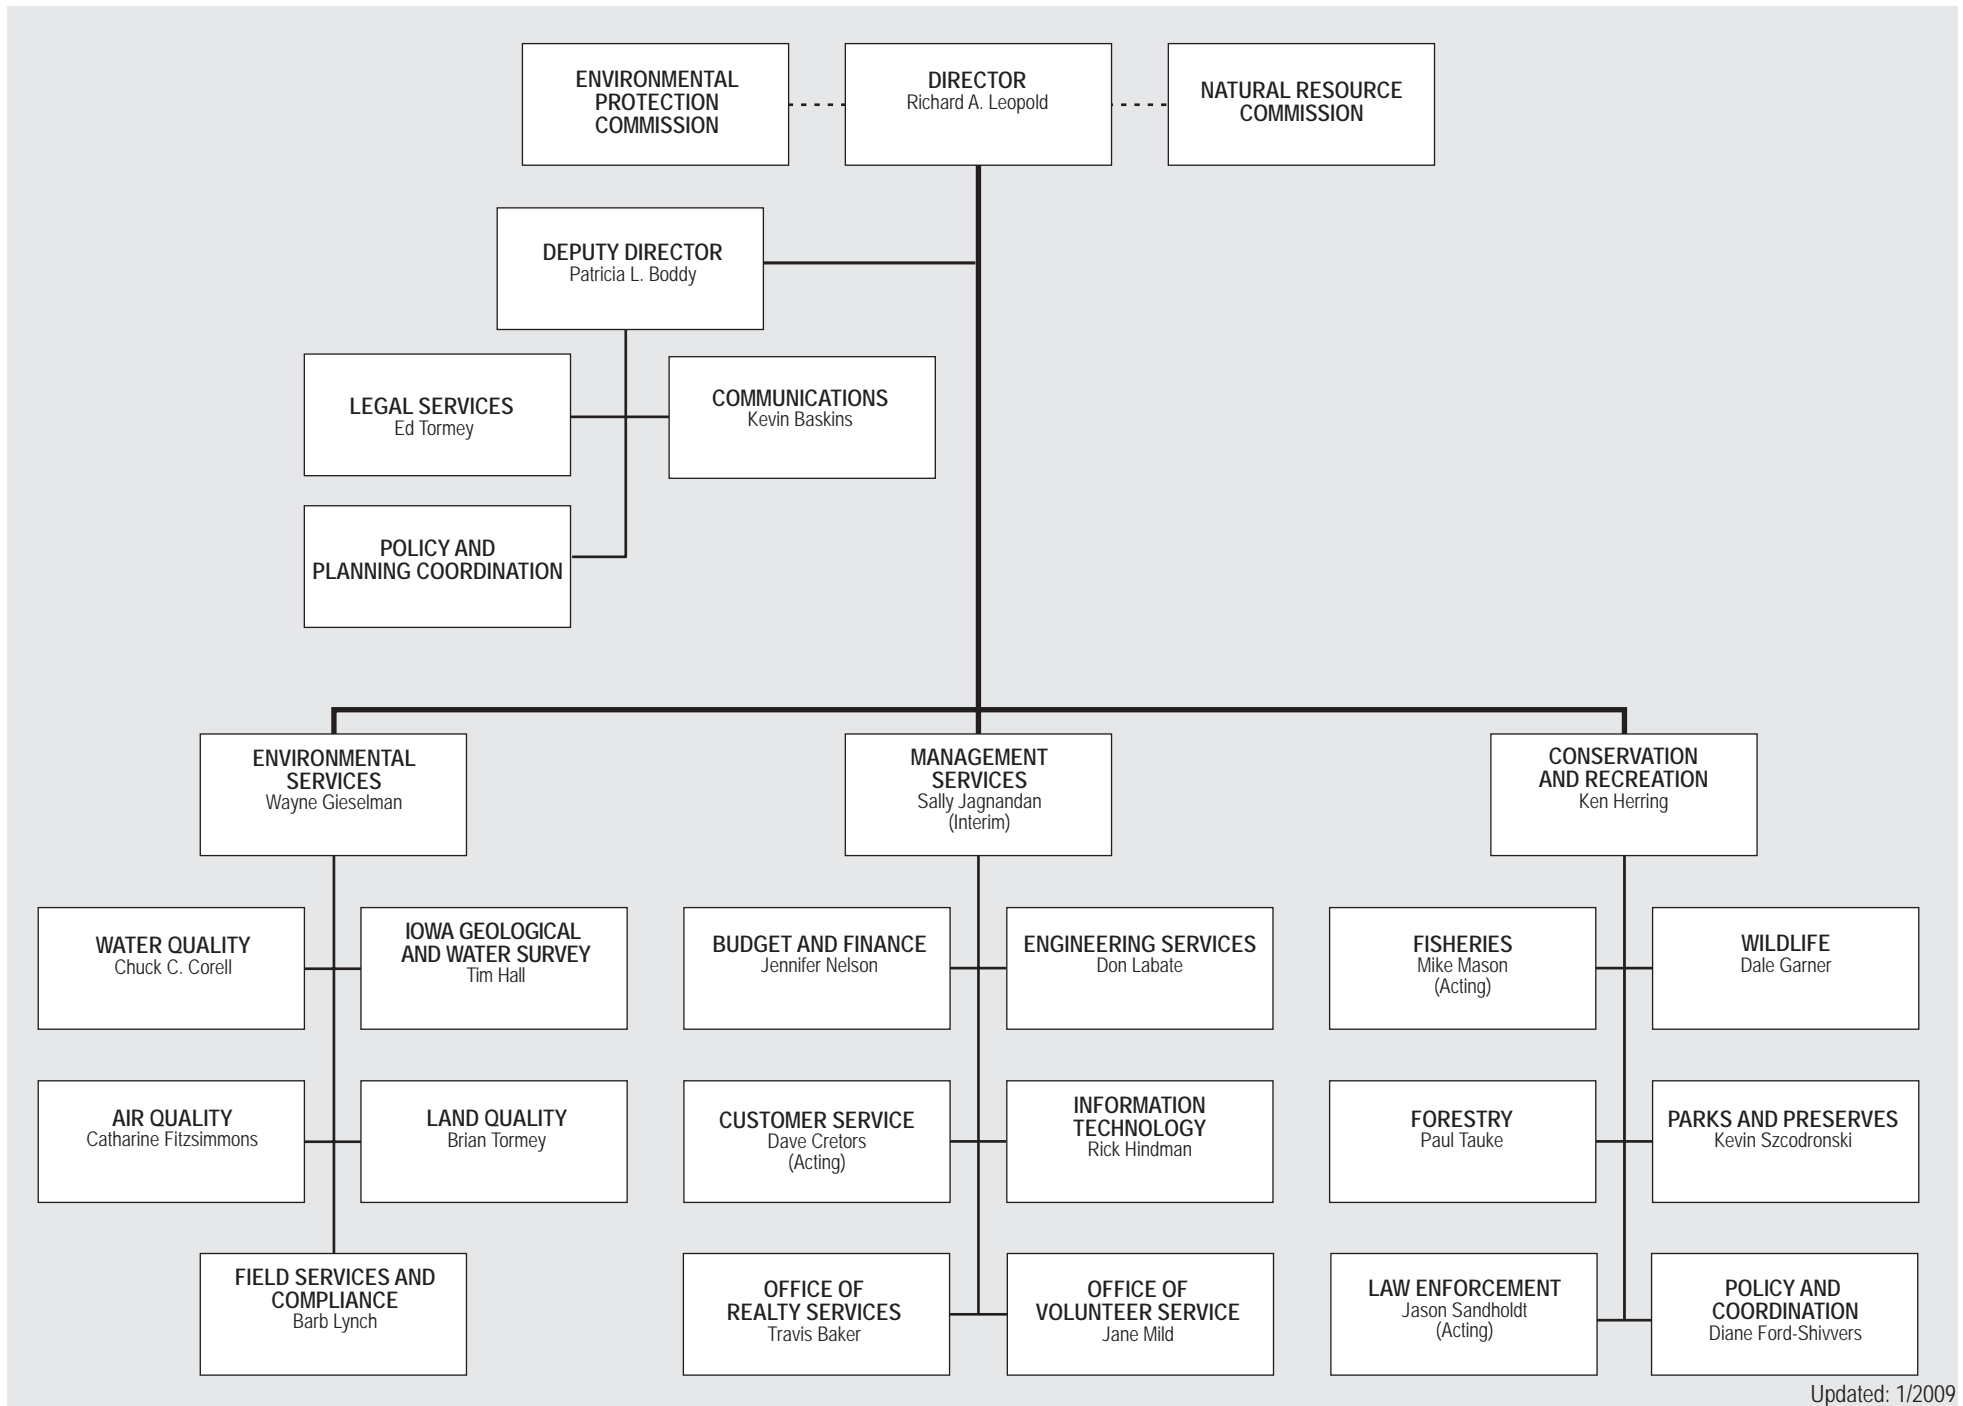 ENVIRONMENTAL
PROTECTION
COMMISSION
DIRECTOR
Richard A. Leopold
NATURAL RESOURCE
COMMISSION
DEPUTY DIRECTOR
Patricia L. Boddy
LEGAL SERVICES
Ed Tormey
COMMUNICATIONS
Kevin Baskins
POLICY AND
PLANNING COORDINATION
ENVIRONMENTAL
SERVICES
Wayne Gieselman
MANAGEMENT
SERVICES
Sally Jagnandan
(Interim)
CONSERVATION
AND RECREATION
Ken Herring
WATER QUALITY
Chuck C. Corell
IOWA GEOLOGICAL
AND WATER SURVEY
Tim Hall
BUDGET AND FINANCE
Jennifer Nelson
ENGINEERING SERVICES
Don Labate
FISHERIES
Mike Mason
(Acting)
WILDLIFE
Dale Garner
AIR QUALITY
Catharine Fitzsimmons
LAND QUALITY
Brian Tormey
CUSTOMER SERVICE
Dave Cretors
(Acting)
INFORMATION
TECHNOLOGY
Rick Hindman
FORESTRY
Paul Tauke
PARKS AND PRESERVES
Kevin Szcodronski
FIELD SERVICES AND
COMPLIANCE
Barb Lynch
OFFICE OF
REALTY SERVICES
Travis Baker
OFFICE OF
VOLUNTEER SERVICE
Jane Mild
LAW ENFORCEMENT
Jason Sandholdt
(Acting)
POLICY AND
COORDINATION
Diane Ford-Shivvers
Updated: 1/2009